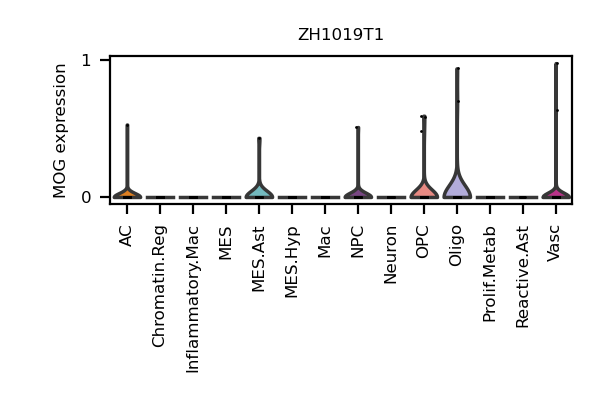 ZH1019T1
MOG expression
1
0
AC
Chromatin.Reg
Inflammatory.Mac
MES
MES.Ast
MES.Hyp
Mac
NPC
Neuron
OPC
Oligo
Prolif.Metab
Reactive.Ast
Vasc